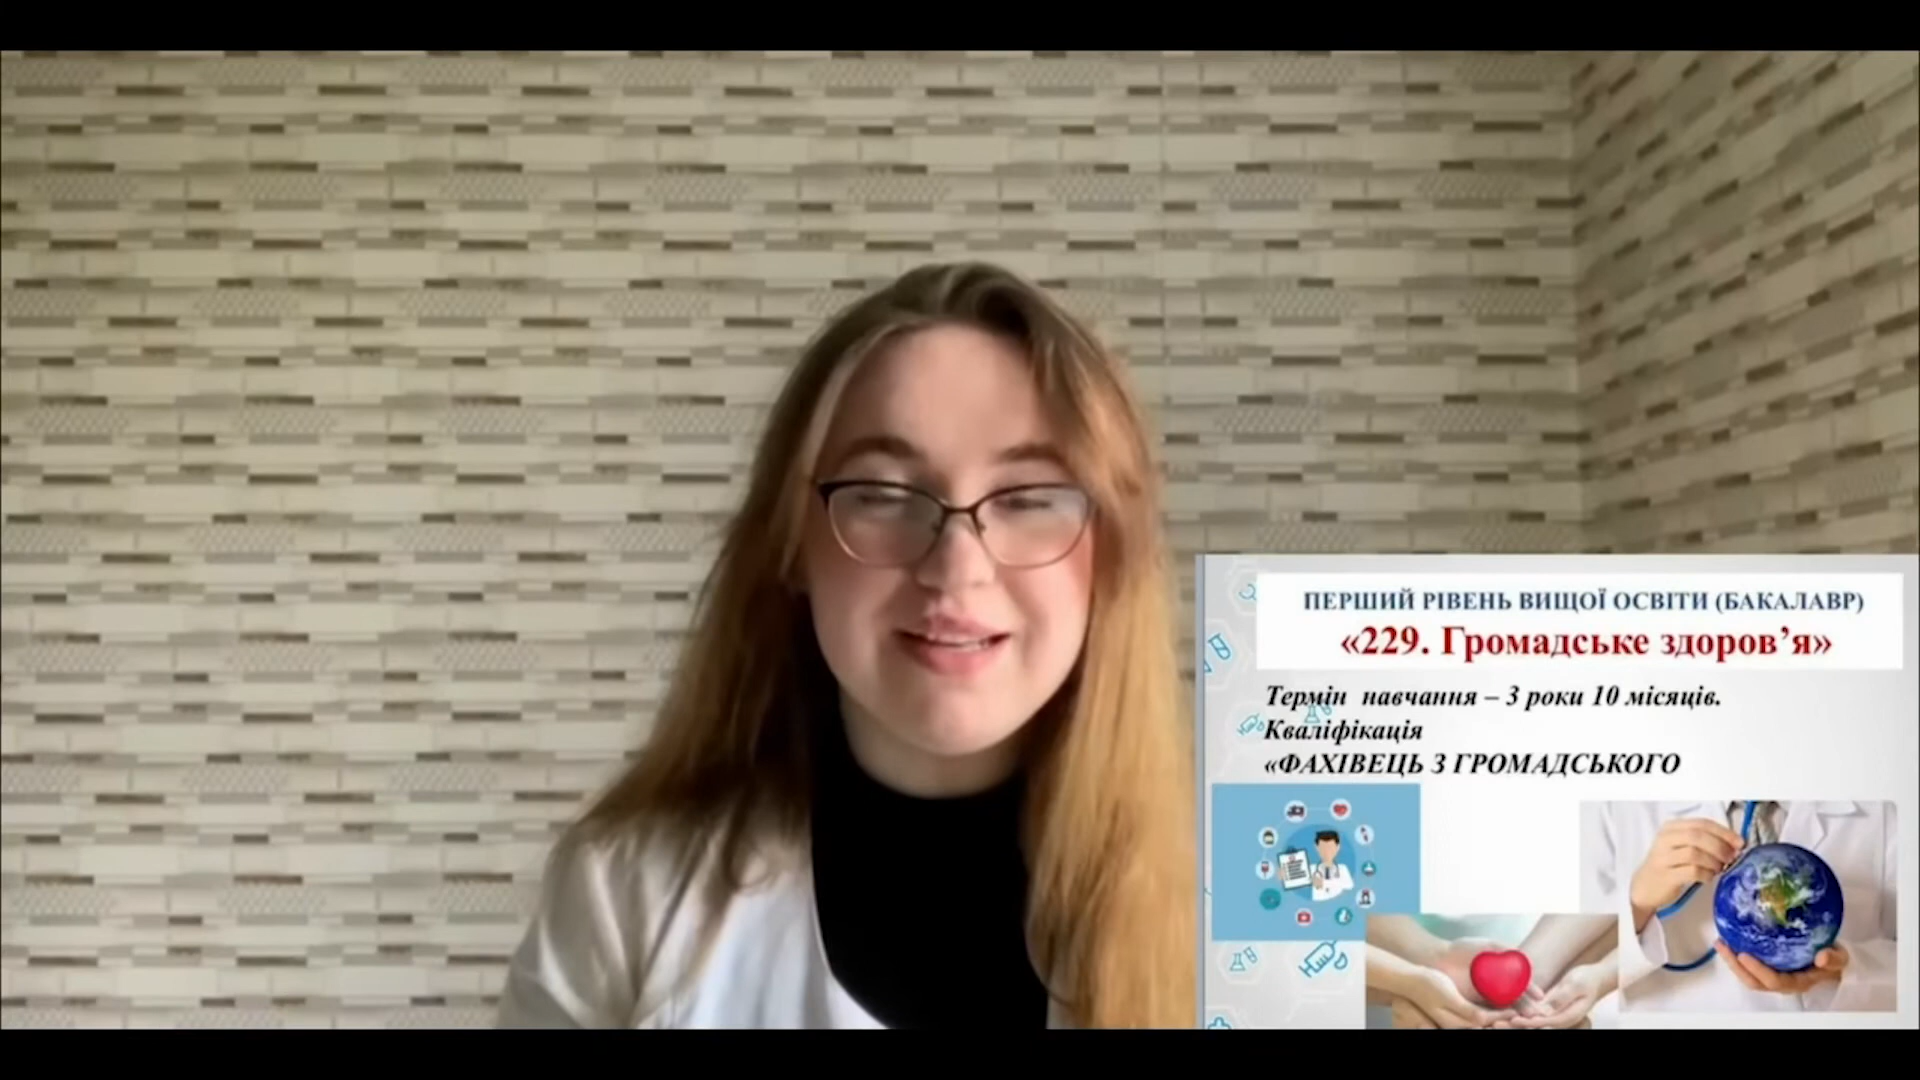 ПЕРШИЙ РІВЕНЬ ВИЩОЇ ОСВІТИ (БАКАЛАВР)
«229. Громадське здоров’я»
Термін навчання – 3 роки 10 місяців.
Кваліфікація
«ФАХІВЕЦЬ З ГРОМАДСЬКОГО